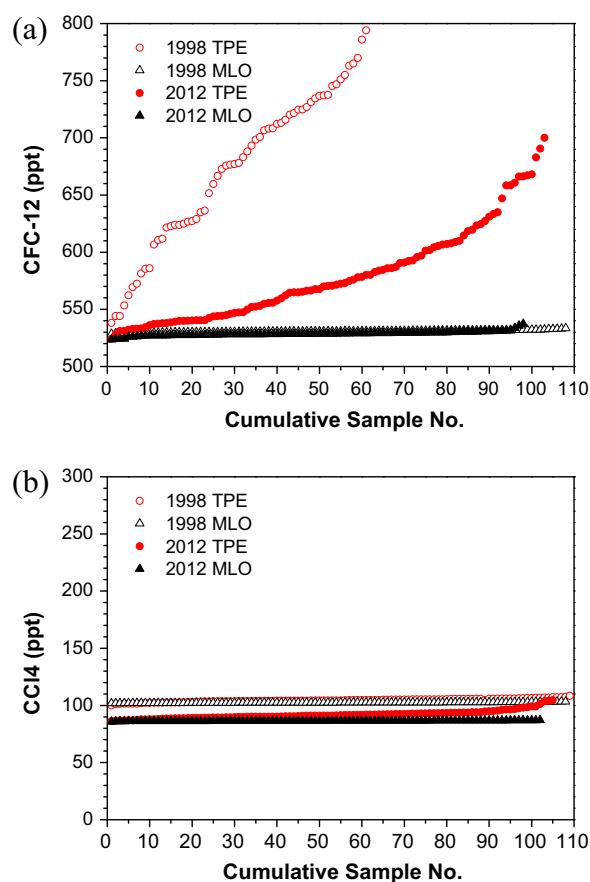 (a)
800
750
700
650
600
550
500
CFC-12 (ppt)
1998 TPE
1998 MLO
2012 TPE
2012 MLO
0 10 20 30 40 50 60 70 80 90 100 110
Cumulative Sample No.
(b)
300
250
200
150
100
50
0
CCl4 (ppt)
1998 TPE
1998 MLO
2012 TPE
2012 MLO
0 10 20 30 40 50 60 70 80 90 100 110
Cumulative Sample No.